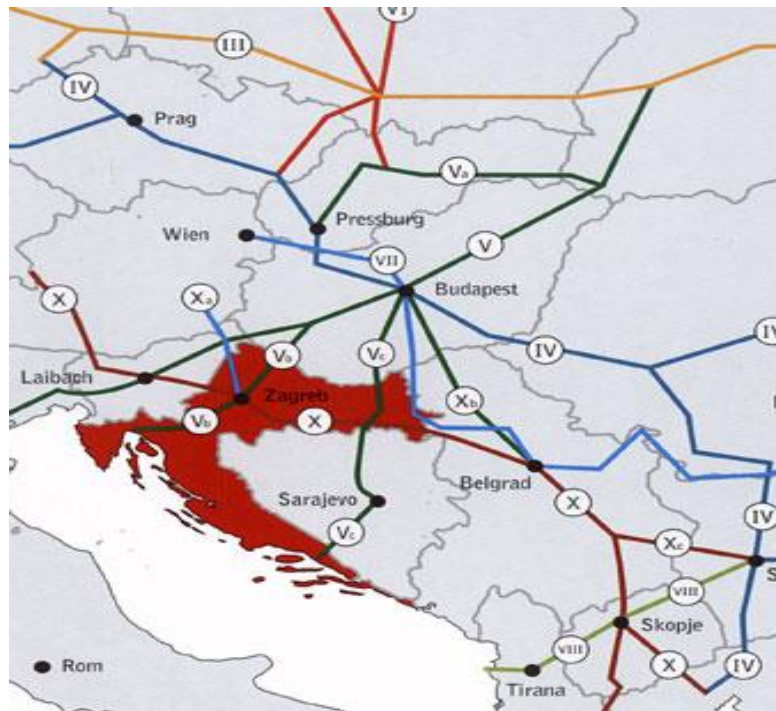 VI
III
IV
Prag
Va
Pressburg
Wien
V
VII
X
Xa
Budapest
IV
IV
Vb
Vc
Laibach
Zagreb
Xb
Vb
X
Belgrad
Sarajevo
X
IV
Vc
Xc
S
VIII
Skopje
VIII
Rom
X
IV
Tirana